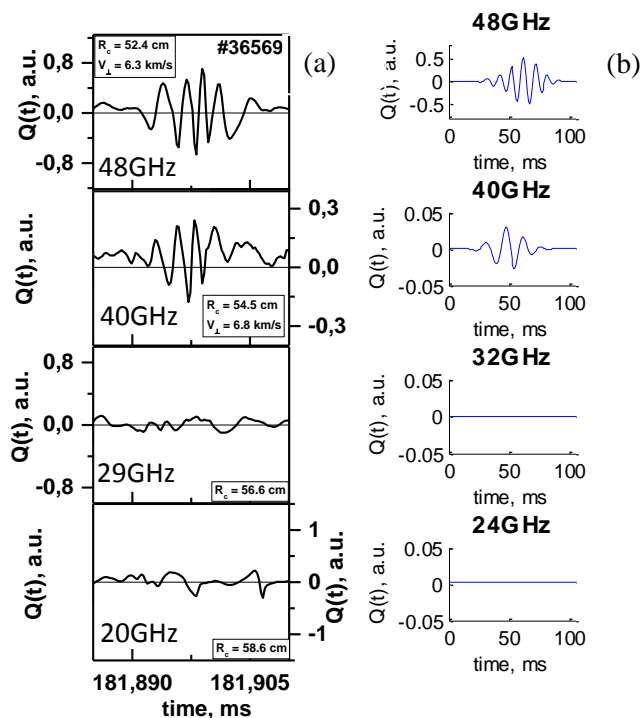 #36569
(a)
R_c = 52.4 cm
V_⊥ = 6.3 km/s
Q(t), a.u.
0,8
0,0
-0,8
48GHz
Q(t), a.u.
0,3
0,0
-0,3
40GHz
R_c = 54.5 cm
V_⊥ = 6.8 km/s
Q(t), a.u.
0,8
0,0
-0,8
29GHz
R_c = 56.6 cm
Q(t), a.u.
1
0
-1
Q(t), a.u.
20GHz
R_c = 58.6 cm
181,890 181,905
time, ms
48GHz
(b)
Q(t), a.u.
0.5
0
-0.5
0 50 100
time, ms
40GHz
Q(t), a.u.
0.05
0
-0.05
0 50 100
time, ms
32GHz
Q(t), a.u.
0.05
0
-0.05
0 50 100
time, ms
24GHz
Q(t), a.u.
0.05
0
-0.05
0 50 100
time, ms